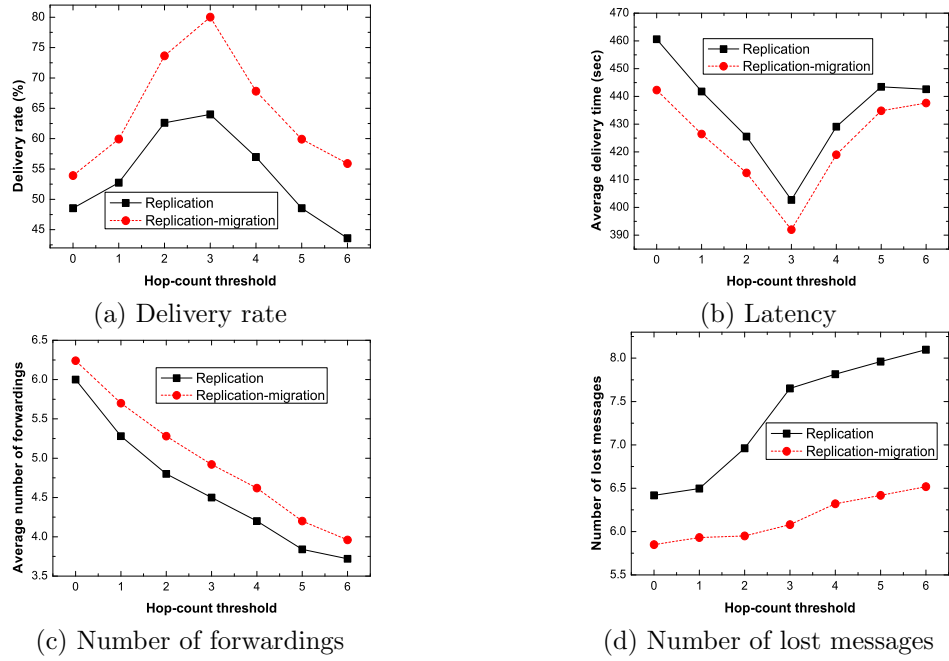 80
75
70
65
60
55
50
45
Delivery rate (%)
Replication
Replication-migration
0 1 2 3 4 5 6
Hop-count threshold
(a) Delivery rate
460
450
440
430
420
410
400
390
Average delivery time (sec)
Replication
Replication-migration
0 1 2 3 4 5 6
Hop-count threshold
(b) Latency
6.5
6.0
5.5
5.0
4.5
4.0
3.5
Average number of forwardings
Replication
Replication-migration
0 1 2 3 4 5 6
Hop-count threshold
(c) Number of forwardings
8.0
7.5
7.0
6.5
6.0
5.5
Number of lost messages
Replication
Replication-migration
0 1 2 3 4 5 6
Hop-count threshold
(d) Number of lost messages